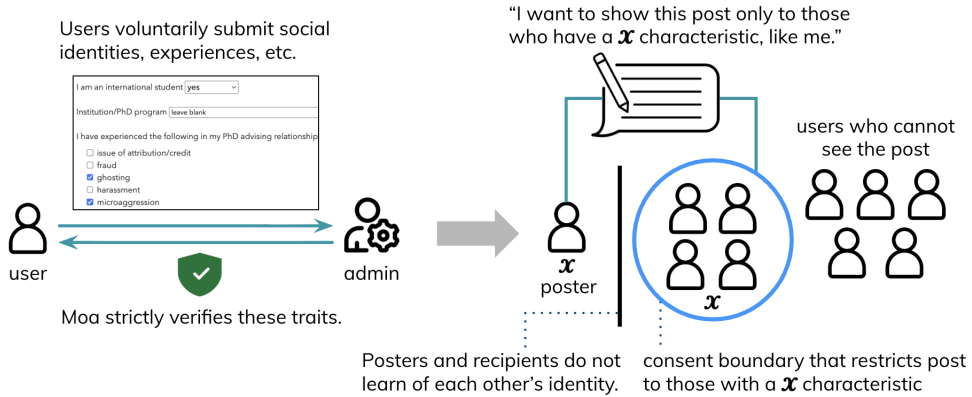 Users voluntarily submit social
identities, experiences, etc.
I am an international student yes
Institution/PhD program leave blank
I have experienced the following in my PhD advising relationship
issue of attribution/credit
fraud
ghosting
harassment
microaggression
user
admin
Moa strictly verifies these traits.
“I want to show this post only to those
who have a x characteristic, like me.”
users who cannot
see the post
x
poster
x
Posters and recipients do not
learn of each other’s identity.
consent boundary that restricts post
to those with a x characteristic